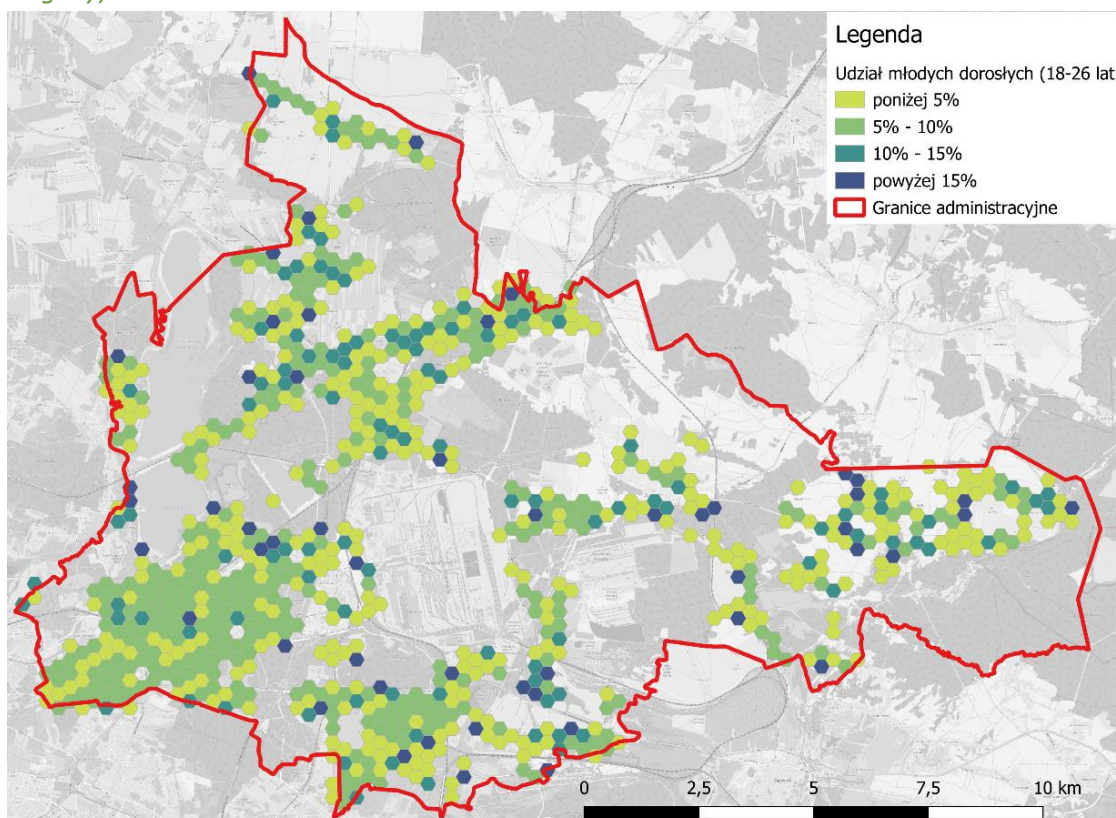 Legenda
Udział młodych dorosłych (18-26 lat
poniżej 5%
5% - 10%
10% - 15%
powyżej 15%
Granice administracyjne
0 2,5 5 7,5 10 km